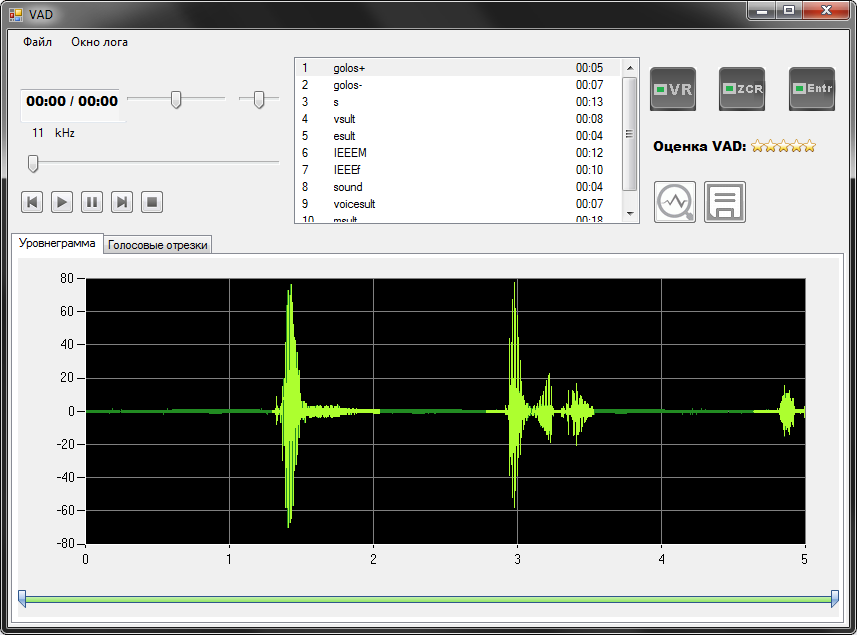 VAD
Файл Окно лога
00:00 / 00:00
11 kHz
1 golos+ 00:05
2 golos- 00:07
3 s 00:13
4 vsult 00:08
5 esult 00:04
6 IEEEM 00:12
7 IEEEf 00:10
8 sound 00:04
9 voicesult 00:07
10 msult 00:18
VR ZCR Entr
Оценка VAD:
Уровнеграмма Голосовые отрезки
80
60
40
20
0
-20
-40
-60
-80
0 1 2 3 4 5